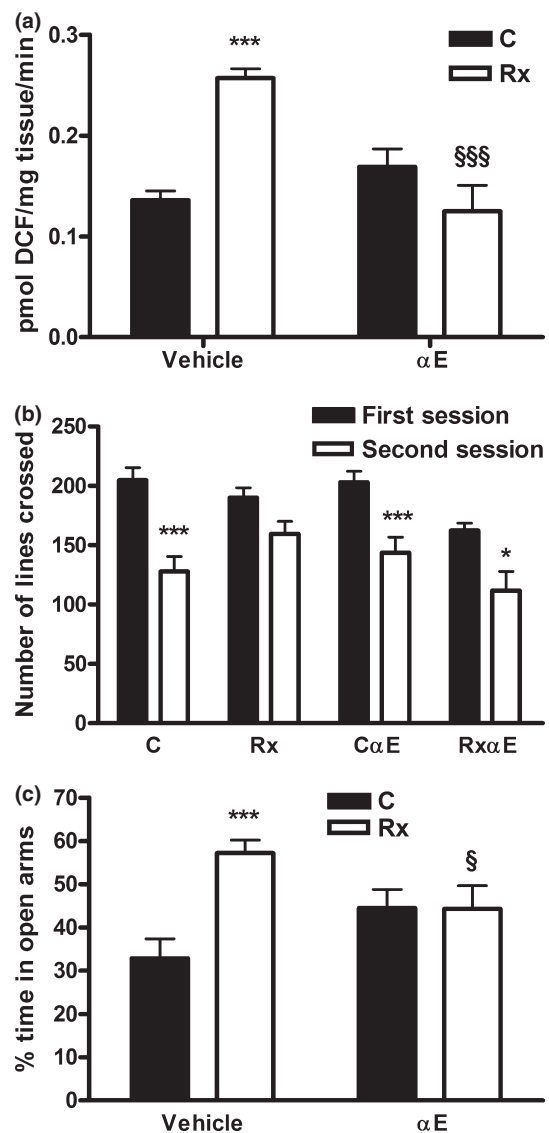 (a)
pmol DCF/mg tissue/min
0.3
0.2
0.1
0.0
***
§§§
C
Rx
Vehicle
αE
(b)
Number of lines crossed
250
200
150
100
50
0
First session
Second session
***
***
*
C
Rx
CαE
RxαE
(c)
% time in open arms
70
60
50
40
30
20
10
0
***
§
C
Rx
Vehicle
αE